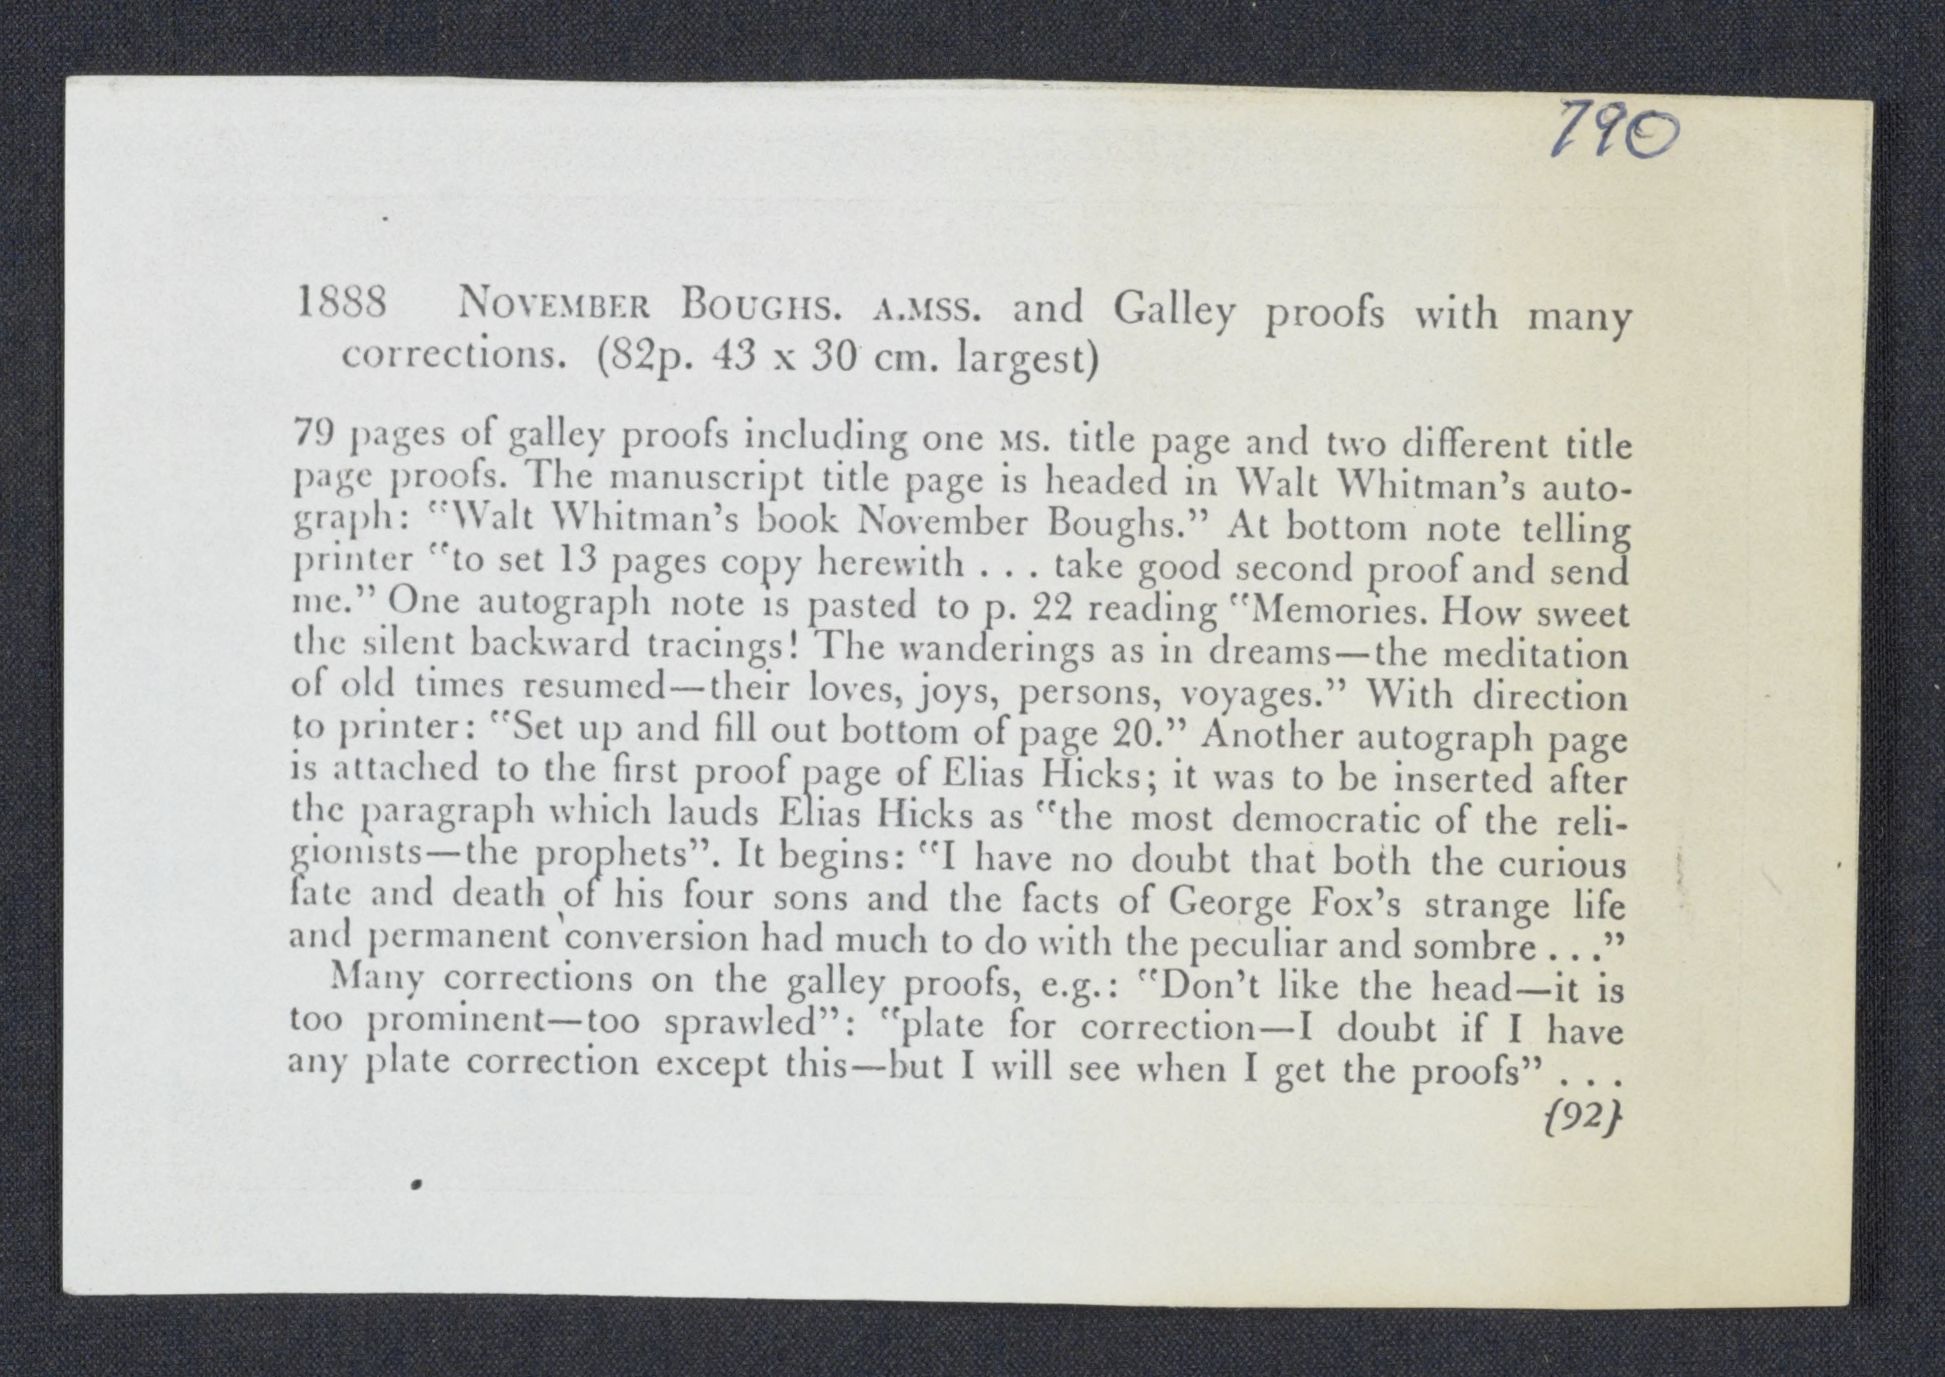 790
1888 NOVEMBER BOUGHS. A.MSS. and Galley proofs with many
corrections. (82p. 43 x 30 cm. largest)
79 pages of galley proofs including one MS. title page and two different title
page proofs. The manuscript title page is headed in Walt Whitman's auto-
graph: "Walt Whitman's book November Boughs." At bottom note telling
printer "to set 13 pages copy herewith . . . take good second proof and send
me." One autograph note is pasted to p. 22 reading "Memories. How sweet
the silent backward tracings! The wanderings as in dreams—the meditation
of old times resumed—their loves, joys, persons, voyages." With direction
to printer: "Set up and fill out bottom of page 20." Another autograph page
is attached to the first proof page of Elias Hicks; it was to be inserted after
the paragraph which lauds Elias Hicks as "the most democratic of the reli-
gionists—the prophets". It begins: "I have no doubt that both the curious
fate and death of his four sons and the facts of George Fox's strange life
and permanent conversion had much to do with the peculiar and sombre . . ."
Many corrections on the galley proofs, e.g.: "Don't like the head—it is
too prominent—too sprawled": "plate for correction—I doubt if I have
any plate correction except this—but I will see when I get the proofs" . . .
{92}